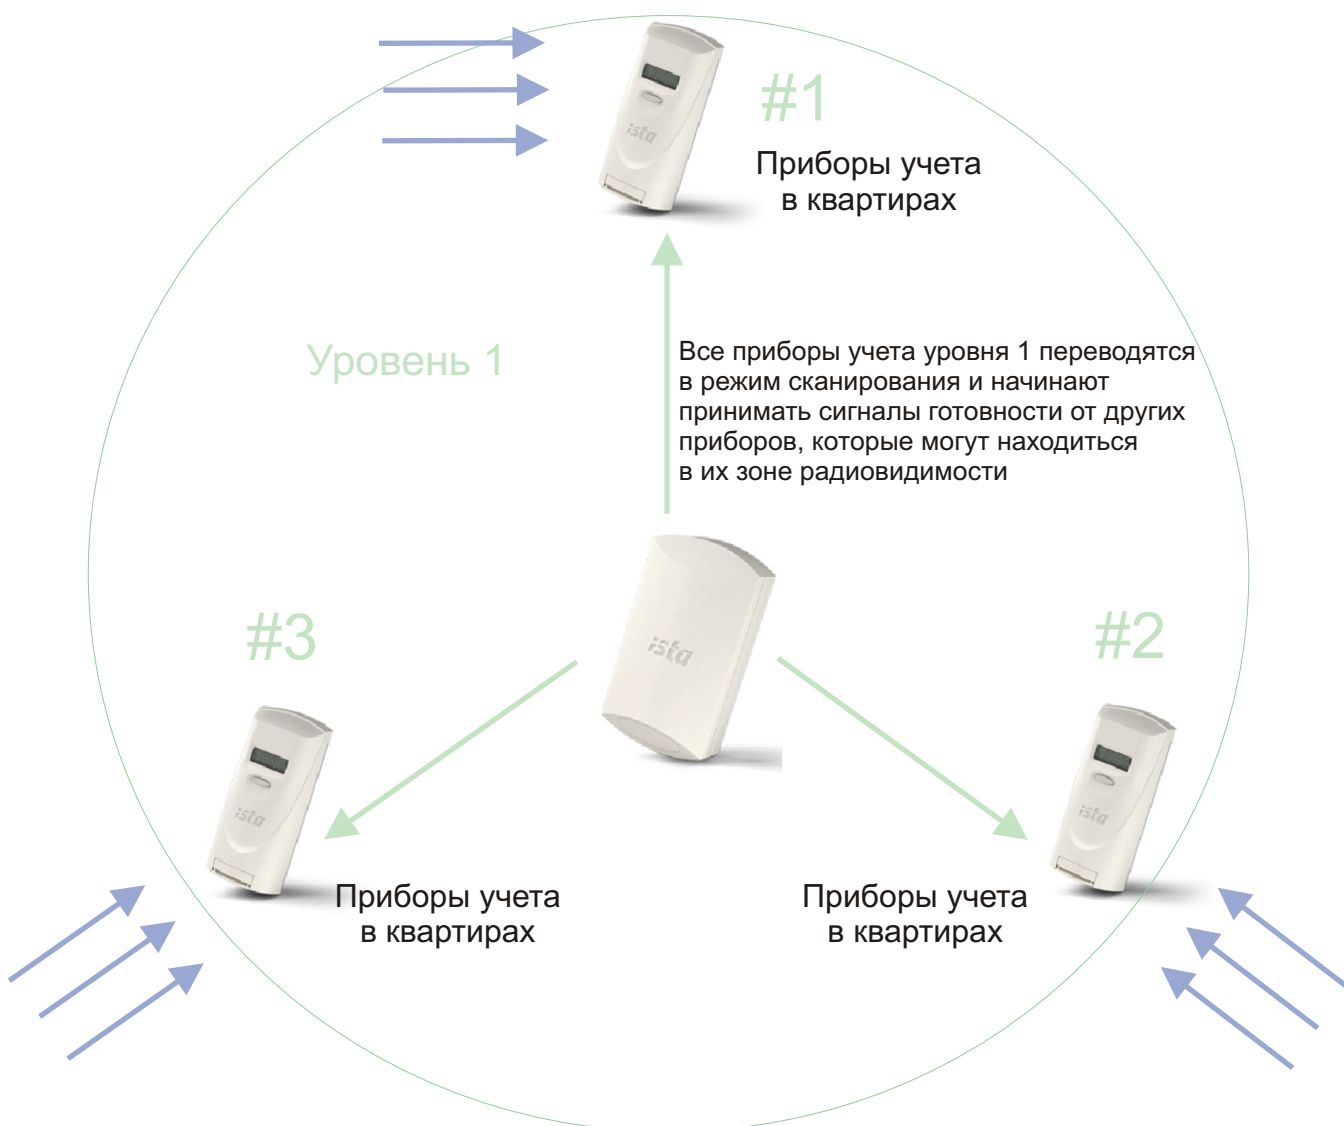 ista
#1
Приборы учета
в квартирах
Уровень 1
Все приборы учета уровня 1 переводятся
в режим сканирования и начинают
принимать сигналы готовности от других
приборов, которые могут находиться
в их зоне радиовидимости
#3
#2
ista
ista
ista
Приборы учета
в квартирах
Приборы учета
в квартирах